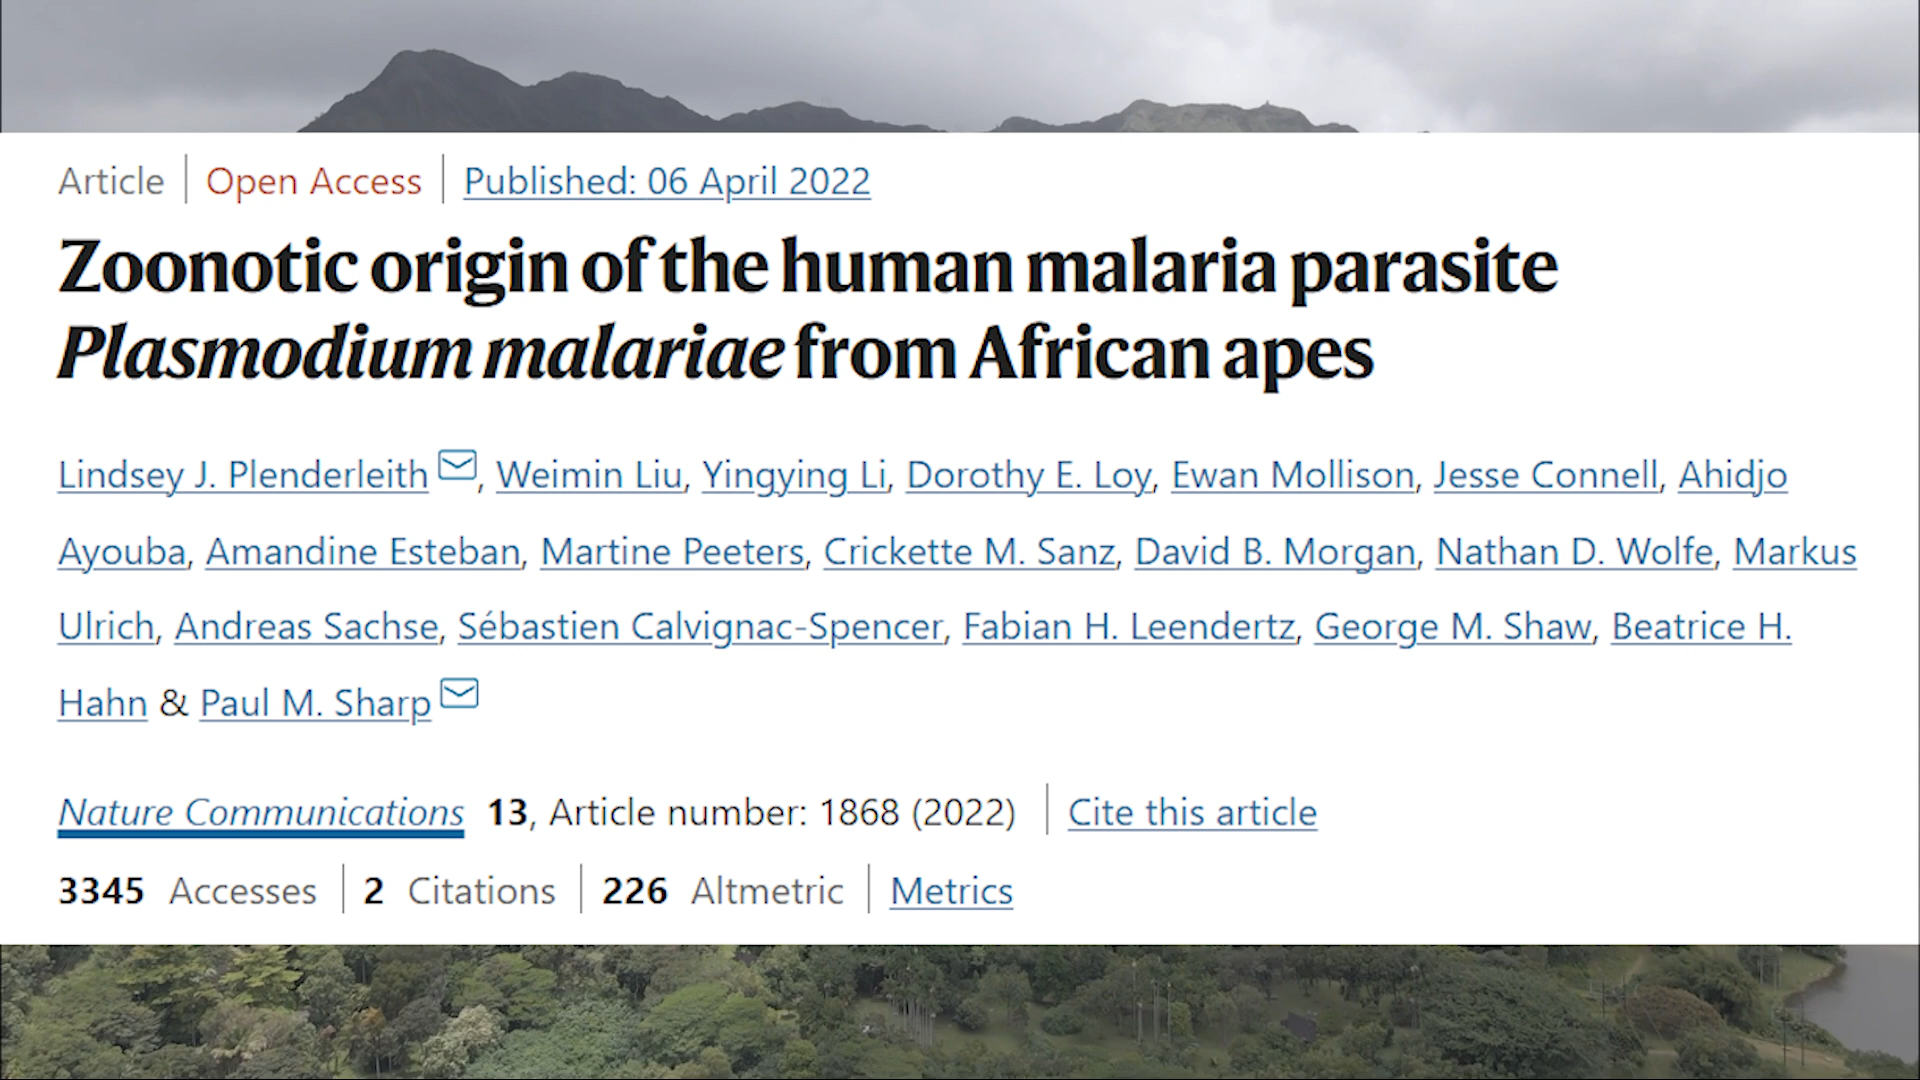 Article | Open Access | Published: 06 April 2022
Zoonotic origin of the human malaria parasite
Plasmodium malariae from African apes
Lindsey J. Plenderleith, Weimin Liu, Yingying Li, Dorothy E. Loy, Ewan Mollison, Jesse Connell, Ahidjo
Ayouba, Amandine Esteban, Martine Peeters, Crickette M. Sanz, David B. Morgan, Nathan D. Wolfe, Markus
Ulrich, Andreas Sachse, Sébastien Calvignac-Spencer, Fabian H. Leendertz, George M. Shaw, Beatrice H.
Hahn & Paul M. Sharp
Nature Communications 13, Article number: 1868 (2022) | Cite this article
3345 Accesses | 2 Citations | 226 Altmetric | Metrics